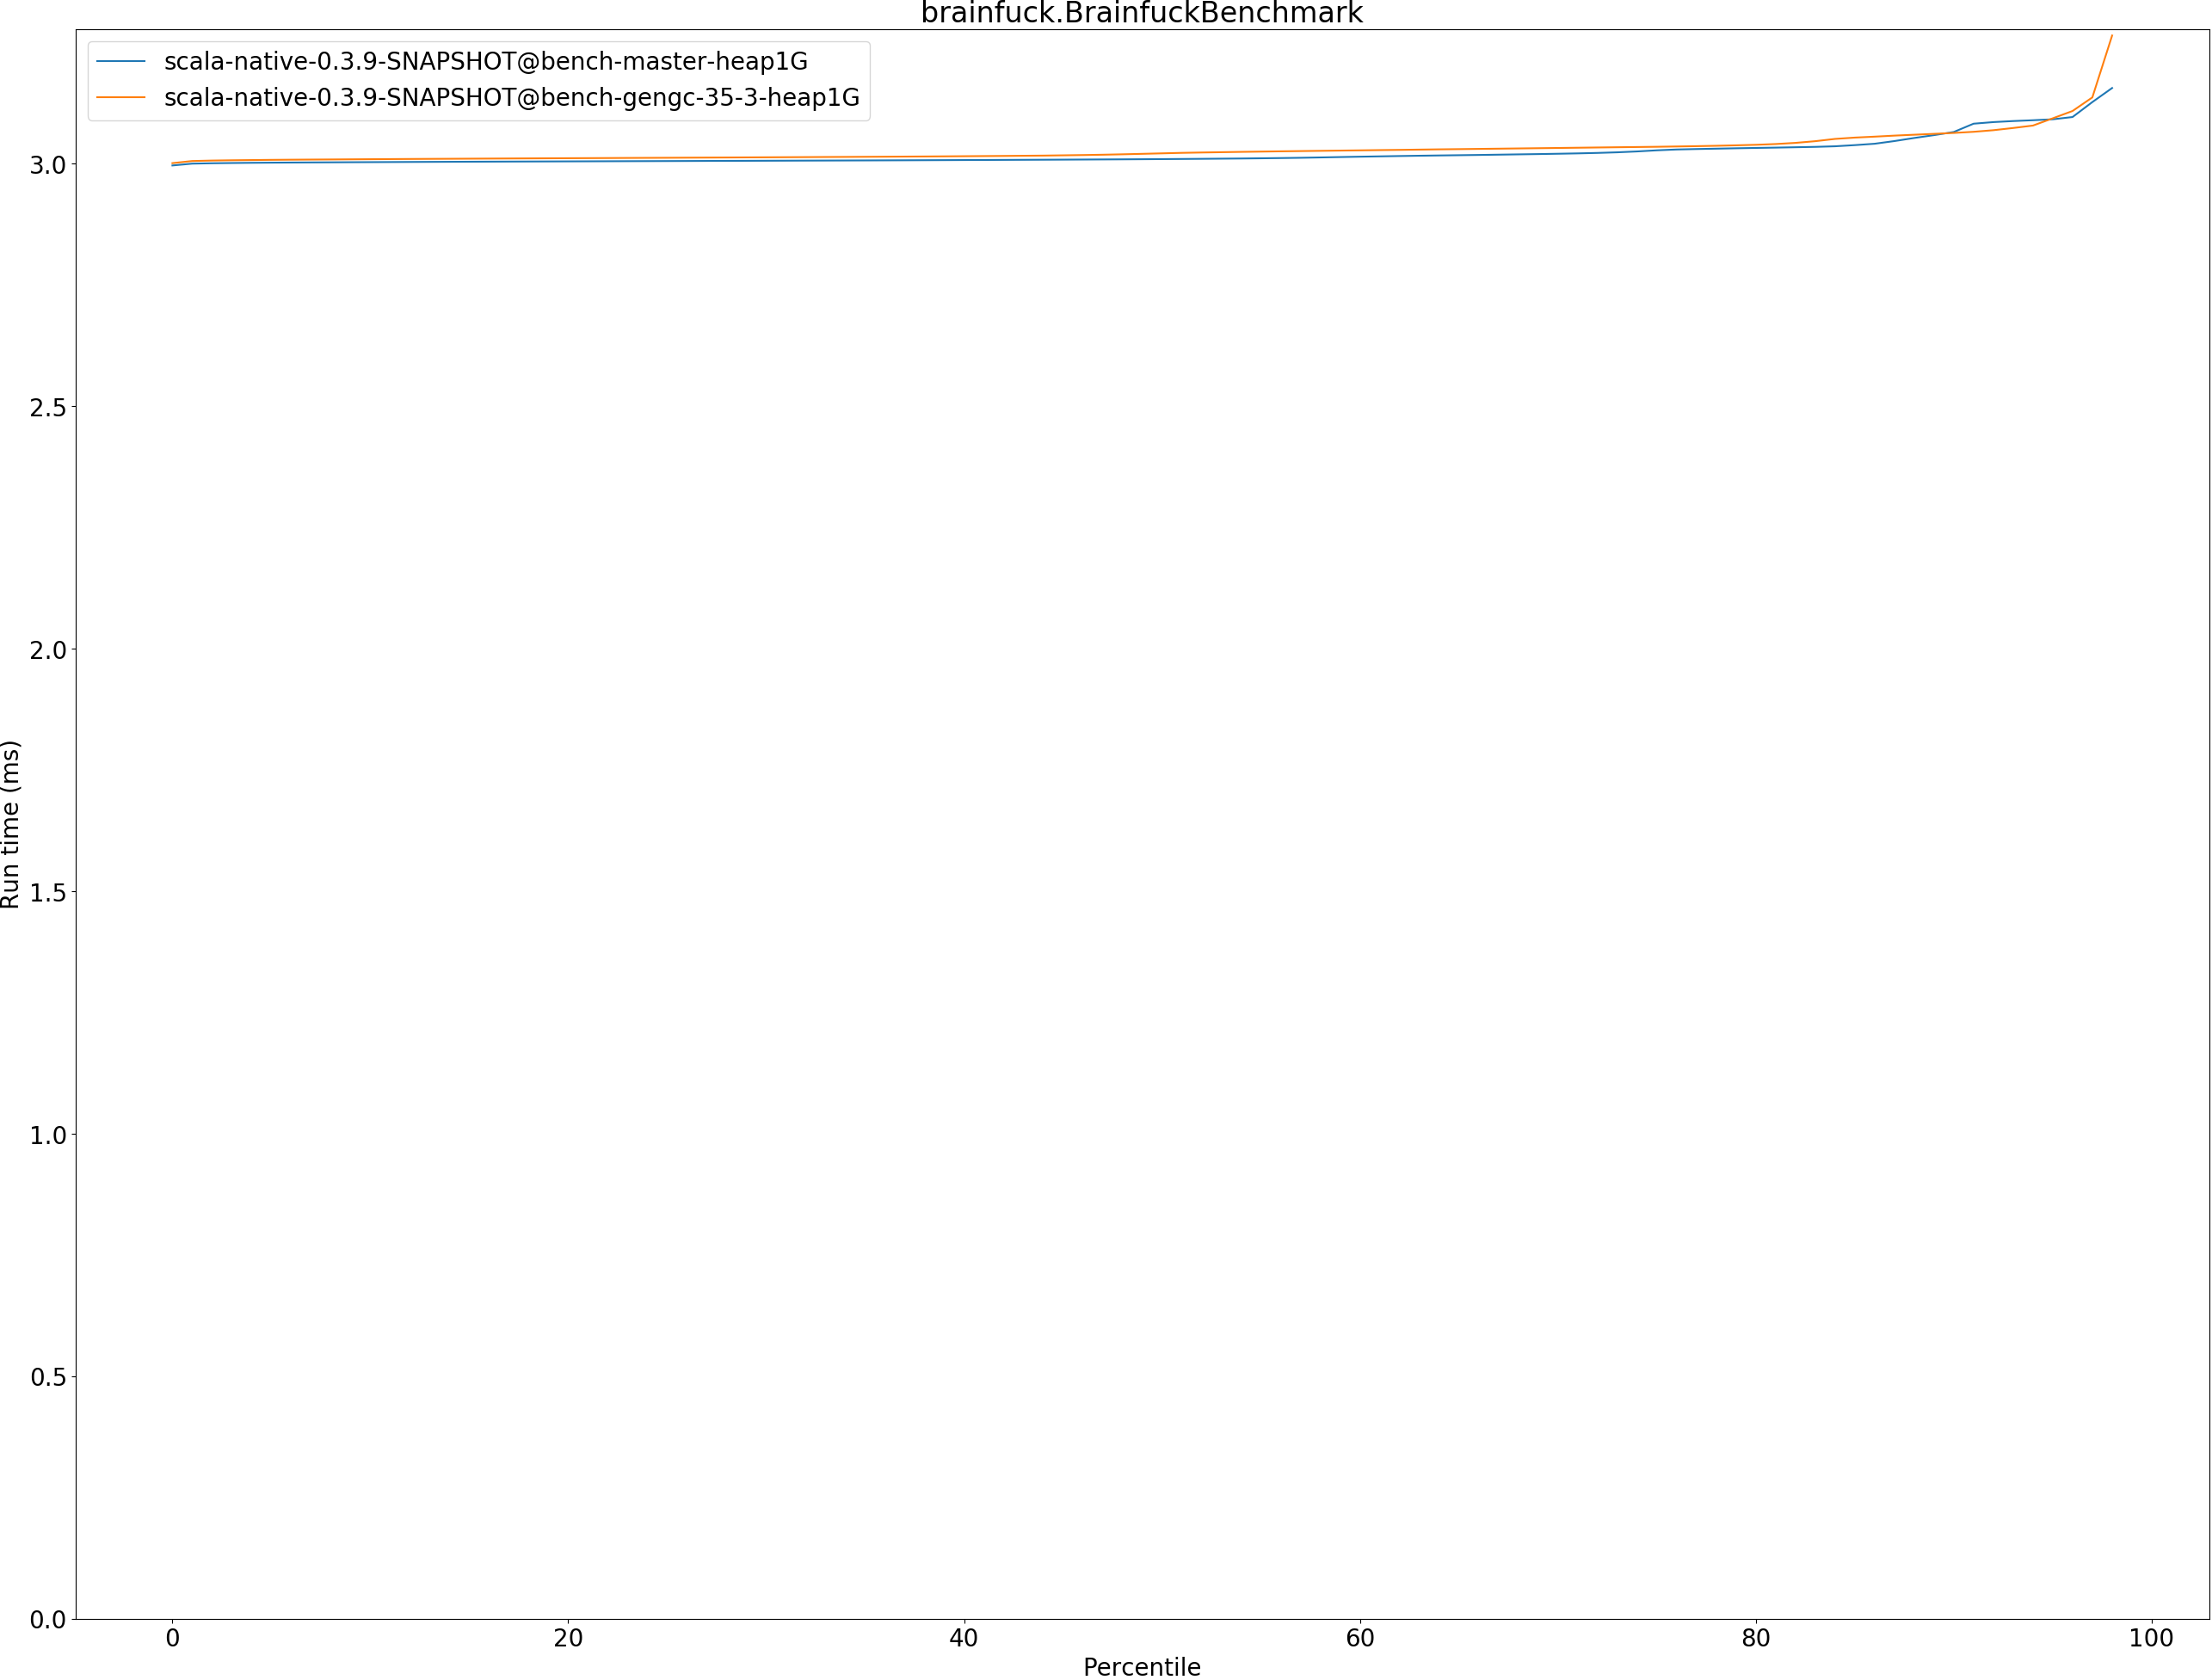 brainfuck.BrainfuckBenchmark
scala-native-0.3.9-SNAPSHOT@bench-master-heap1G
scala-native-0.3.9-SNAPSHOT@bench-gengc-35-3-heap1G
3.0
2.5
2.0
1.5
1.0
0.5
0.0
Run time (ms)
0 20 40 60 80 100
Percentile